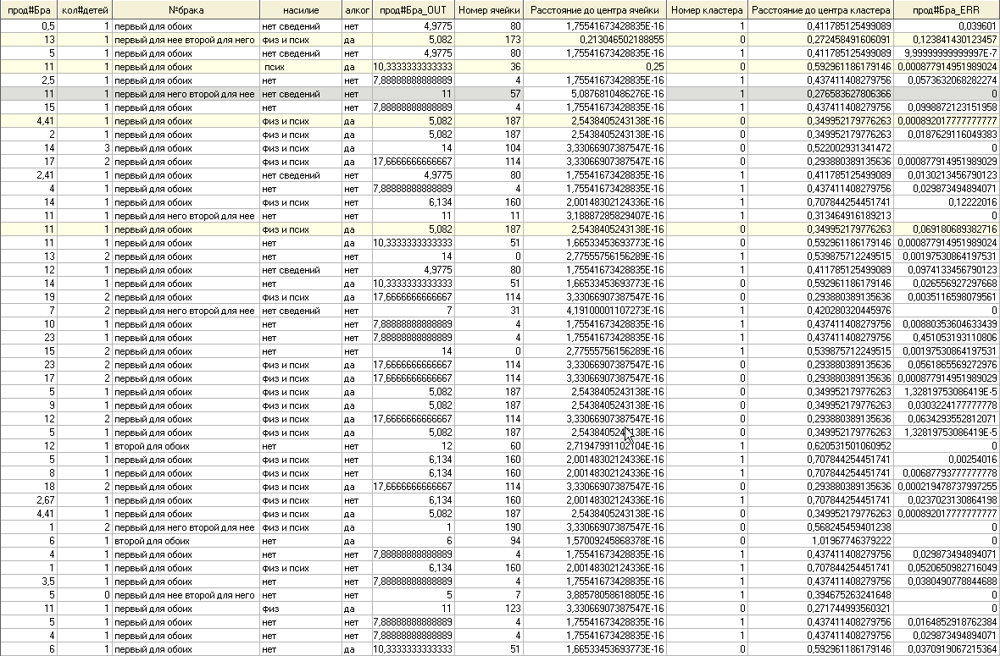 прод#Бра кол#детей №брака насилие алког прод#Бра_OUT Номер ячейки Расстояние до центра ячейки Номер кластера Расстояние до центра кластера прод#Бра_ERR
0,5 1 первый для обоих нет сведений нет 4,9775 80 1,75541673428835E-16 1 0,411785125499089 0,039601
13 1 первый для нее второй для него физ и псих да 5,082 173 0,213046502188855 0 0,272458491606091 0,123841430123457
5 1 первый для обоих нет сведений нет 4,9775 80 1,75541673428835E-16 1 0,411785125499089 9,99999999999997E-7
11 1 первый для обоих псих да 10,3333333333333 36 0,25 0 0,592961186179146 0,000877914951989024
2,5 1 первый для обоих нет нет 7,88888888888889 4 1,75541673428835E-16 1 0,437411408279756 0,0573632068282274
11 1 первый для него второй для нее нет сведений нет 11 57 5,0876810486276E-16 1 0,276583627806366 0
15 1 первый для обоих нет нет 7,88888888888889 4 1,75541673428835E-16 1 0,437411408279756 0,0998872123151958
4,41 1 первый для обоих физ и псих да 5,082 187 2,5438405243138E-16 0 0,349952179776263 0,000892017777777777
2 1 первый для обоих физ и псих да 5,082 187 2,5438405243138E-16 0 0,349952179776263 0,0187629116049383
14 3 первый для обоих физ и псих да 14 104 3,33066907387547E-16 0 0,522002931341472 0
17 2 первый для обоих физ и псих да 17,6666666666667 114 3,33066907387547E-16 0 0,293880389135636 0,000877914951989029
2,41 1 первый для обоих нет сведений нет 4,9775 80 1,75541673428835E-16 1 0,411785125499089 0,0130213456790123
4 1 первый для обоих нет нет 7,88888888888889 4 1,75541673428835E-16 1 0,437411408279756 0,029873494894071
14 1 первый для обоих физ и псих нет 6,134 160 2,00148302124336E-16 1 0,707844254451741 0,12222016
11 1 первый для него второй для нее нет нет 11 11 3,18867285829407E-16 1 0,313464916189213 0
11 1 первый для обоих физ и псих да 5,082 187 2,5438405243138E-16 0 0,349952179776263 0,069180689382716
11 1 первый для обоих нет да 10,3333333333333 51 1,66533453693773E-16 0 0,592961186179146 0,000877914951989024
13 2 первый для обоих нет нет 14 0 2,77555756156289E-16 1 0,539875712249515 0,00197530864197531
12 1 первый для обоих нет сведений нет 4,9775 80 1,75541673428835E-16 1 0,411785125499089 0,0974133456790123
14 1 первый для обоих нет да 10,3333333333333 51 1,66533453693773E-16 0 0,592961186179146 0,026556927297668
19 2 первый для обоих физ и псих да 17,6666666666667 114 3,33066907387547E-16 0 0,293880389135636 0,0035116598079561
7 2 первый для него второй для нее нет сведений нет 7 31 4,19100001107273E-16 1 0,420280320445976 0
10 1 первый для обоих нет нет 7,88888888888889 4 1,75541673428835E-16 1 0,437411408279756 0,00880353604633439
23 1 первый для обоих нет нет 7,88888888888889 4 1,75541673428835E-16 1 0,437411408279756 0,451053193110806
15 2 первый для обоих нет нет 14 0 2,77555756156289E-16 1 0,539875712249515 0,00197530864197531
23 2 первый для обоих физ и псих да 17,6666666666667 114 3,33066907387547E-16 0 0,293880389135636 0,0561865569272976
17 2 первый для обоих физ и псих да 17,6666666666667 114 3,33066907387547E-16 0 0,293880389135636 0,000877914951989029
5 1 первый для обоих физ и псих да 5,082 187 2,5438405243138E-16 0 0,349952179776263 1,32819753086419E-5
9 1 первый для обоих физ и псих да 5,082 187 2,5438405243138E-16 0 0,349952179776263 0,0303224177777778
12 2 первый для обоих физ и псих да 17,6666666666667 114 3,33066907387547E-16 0 0,293880389135636 0,0634293552812071
5 1 первый для обоих физ и псих да 5,082 187 2,5438405243138E-16 0 0,349952179776263 1,32819753086419E-5
12 1 второй для обоих нет нет 12 60 2,71947991102104E-16 1 0,620531501060952 0
5 1 первый для обоих физ и псих нет 6,134 160 2,00148302124336E-16 1 0,707844254451741 0,00254016
8 1 первый для обоих физ и псих нет 6,134 160 2,00148302124336E-16 1 0,707844254451741 0,00687793777777778
18 2 первый для обоих физ и псих да 17,6666666666667 114 3,33066907387547E-16 0 0,293880389135636 0,000219478737997255
2,67 1 первый для обоих физ и псих нет 6,134 160 2,00148302124336E-16 1 0,707844254451741 0,0237023130864198
4,41 1 первый для обоих физ и псих да 5,082 187 2,5438405243138E-16 0 0,349952179776263 0,000892017777777777
1 2 первый для него второй для нее физ и псих да 1 190 3,33066907387547E-16 0 0,568245459401238 0
6 1 второй для обоих нет да 6 94 1,57009245868378E-16 0 1,01967746379222 0
4 1 первый для обоих нет нет 7,88888888888889 4 1,75541673428835E-16 1 0,437411408279756 0,029873494894071
1 1 первый для обоих физ и псих нет 6,134 160 2,00148302124336E-16 1 0,707844254451741 0,0520650982716049
3,5 1 первый для обоих нет нет 7,88888888888889 4 1,75541673428835E-16 1 0,437411408279756 0,0380490778844688
5 0 первый для нее второй для него нет нет 5 7 3,88578058618805E-16 1 0,394675263241648 0
11 1 первый для обоих физ да 11 123 3,33066907387547E-16 0 0,271744993560321 0
5 1 первый для обоих нет нет 7,88888888888889 4 1,75541673428835E-16 1 0,437411408279756 0,0164852918762384
4 1 первый для обоих нет нет 7,88888888888889 4 1,75541673428835E-16 1 0,437411408279756 0,029873494894071
6 1 первый для обоих нет да 10,3333333333333 51 1,66533453693773E-16 0 0,592961186179146 0,0370919067215364